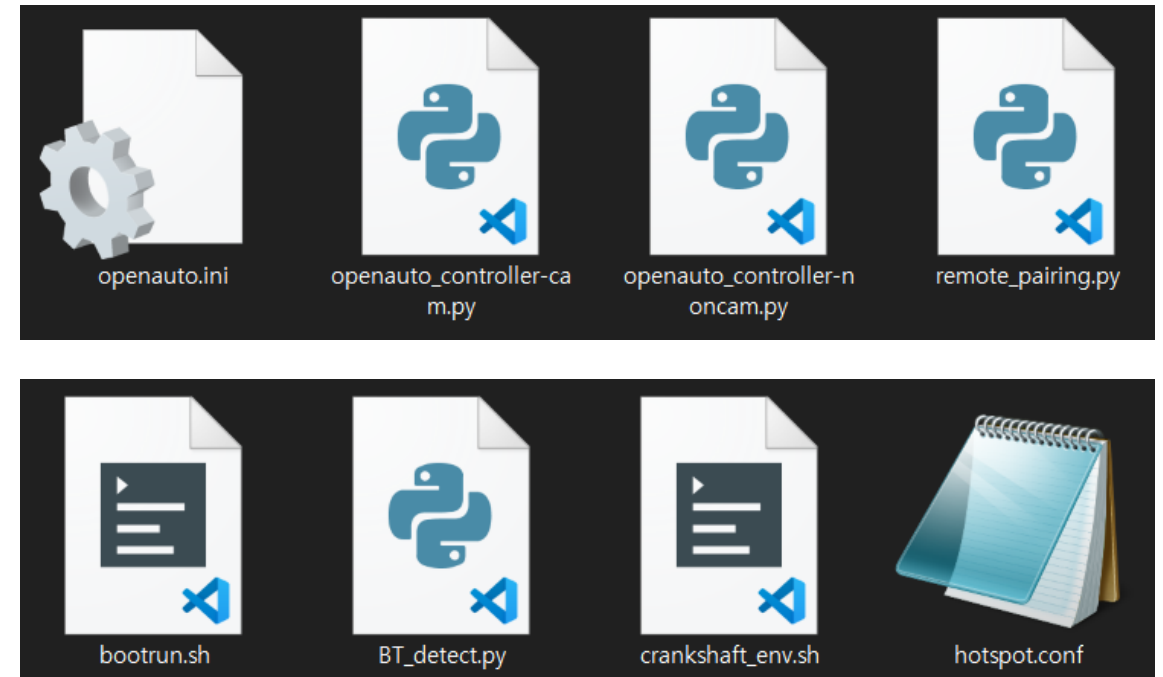 openauto.ini
openauto_controller-ca
m.py
openauto_controller-n
oncam.py
remote_pairing.py
bootrun.sh
BT_detect.py
crankshaft_env.sh
hotspot.conf